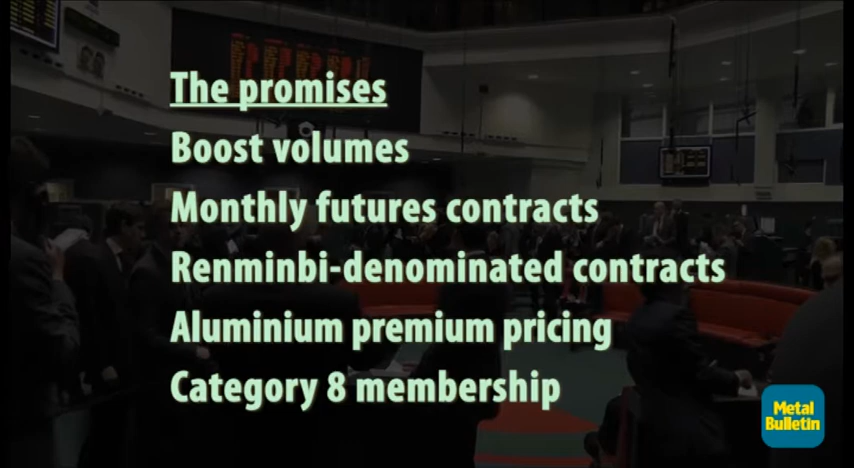 The promises
Boost volumes
Monthly futures contracts
Renminbi-denominated contracts
Aluminium premium pricing
Category 8 membership
Metal
Bulletin